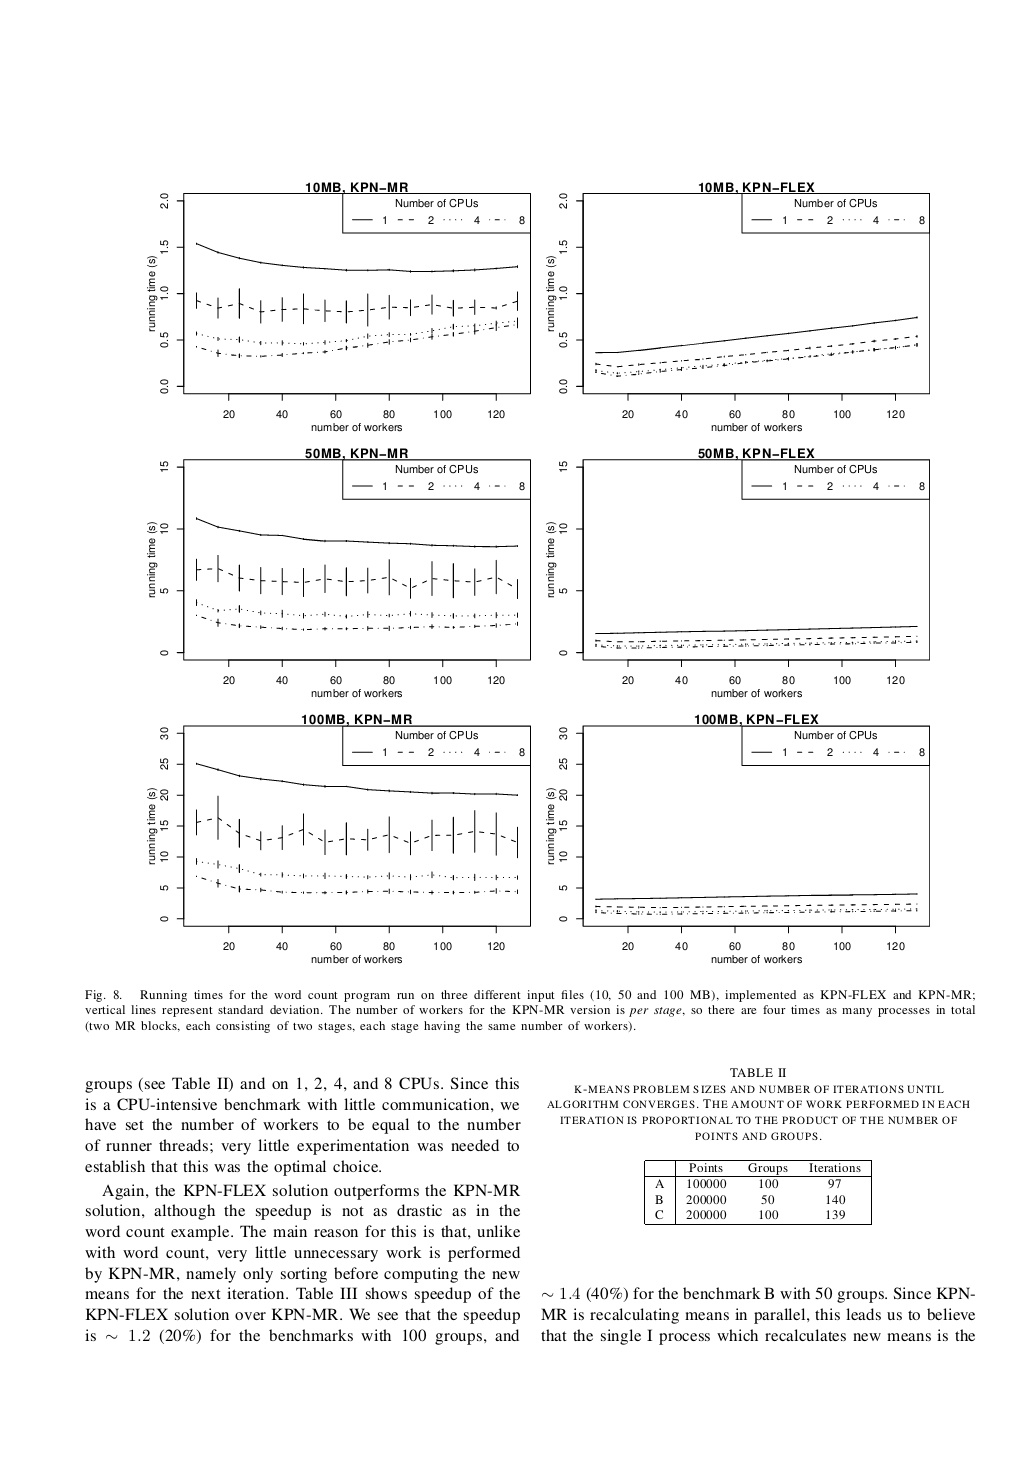 10MB, KPN−MR
Number of CPUs
1 2 4 8
running time (s)
0.0 0.5 1.0 1.5 2.0
20 40 60 80 100 120
number of workers
10MB, KPN−FLEX
Number of CPUs
1 2 4 8
running time (s)
0.0 0.5 1.0 1.5 2.0
20 40 60 80 100 120
number of workers
50MB, KPN−MR
Number of CPUs
1 2 4 8
running time (s)
0 5 10 15
20 40 60 80 100 120
number of workers
50MB, KPN−FLEX
Number of CPUs
1 2 4 8
running time (s)
0 5 10 15
20 40 60 80 100 120
number of workers
100MB, KPN−MR
Number of CPUs
1 2 4 8
running time (s)
0 5 10 15 20 25 30
20 40 60 80 100 120
number of workers
100MB, KPN−FLEX
Number of CPUs
1 2 4 8
running time (s)
0 5 10 15 20 25 30
20 40 60 80 100 120
number of workers
Fig. 8. Running times for the word count program run on three different input files (10, 50 and 100 MB), implemented as KPN-FLEX and KPN-MR;
vertical lines represent standard deviation. The number of workers for the KPN-MR version is per stage, so there are four times as many processes in total
(two MR blocks, each consisting of two stages, each stage having the same number of workers).
groups (see Table II) and on 1, 2, 4, and 8 CPUs. Since this
is a CPU-intensive benchmark with little communication, we
have set the number of workers to be equal to the number
of runner threads; very little experimentation was needed to
establish that this was the optimal choice.
Again, the KPN-FLEX solution outperforms the KPN-MR
solution, although the speedup is not as drastic as in the
word count example. The main reason for this is that, unlike
with word count, very little unnecessary work is performed
by KPN-MR, namely only sorting before computing the new
means for the next iteration. Table III shows speedup of the
KPN-FLEX solution over KPN-MR. We see that the speedup
is ∼ 1.2 (20%) for the benchmarks with 100 groups, and
TABLE II
K-MEANS PROBLEM SIZES AND NUMBER OF ITERATIONS UNTIL
ALGORITHM CONVERGES. THE AMOUNT OF WORK PERFORMED IN EACH
ITERATION IS PROPORTIONAL TO THE PRODUCT OF THE NUMBER OF
POINTS AND GROUPS.
Points Groups Iterations
A 100000 100 97
B 200000 50 140
C 200000 100 139
∼ 1.4 (40%) for the benchmark B with 50 groups. Since KPN-
MR is recalculating means in parallel, this leads us to believe
that the single I process which recalculates new means is the